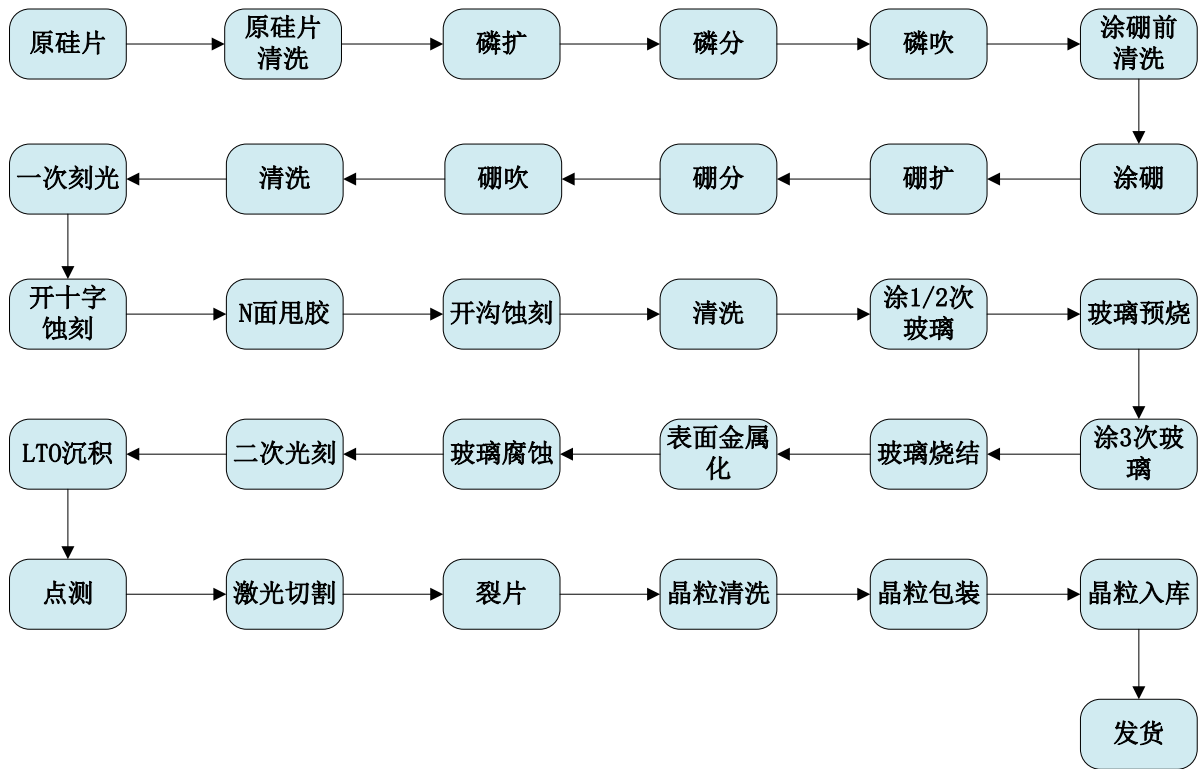 原硅片
原硅片
清洗
磷扩
磷分
磷吹
涂硼前
清洗
涂硼
硼扩
硼分
硼吹
清洗
一次刻光
开十字
蚀刻
N面甩胶
开沟蚀刻
清洗
涂1/2次
玻璃
玻璃预烧
涂3次玻
璃
玻璃烧结
表面金属
化
玻璃腐蚀
二次光刻
LTO沉积
点测
激光切割
裂片
晶粒清洗
晶粒包装
晶粒入库
发货